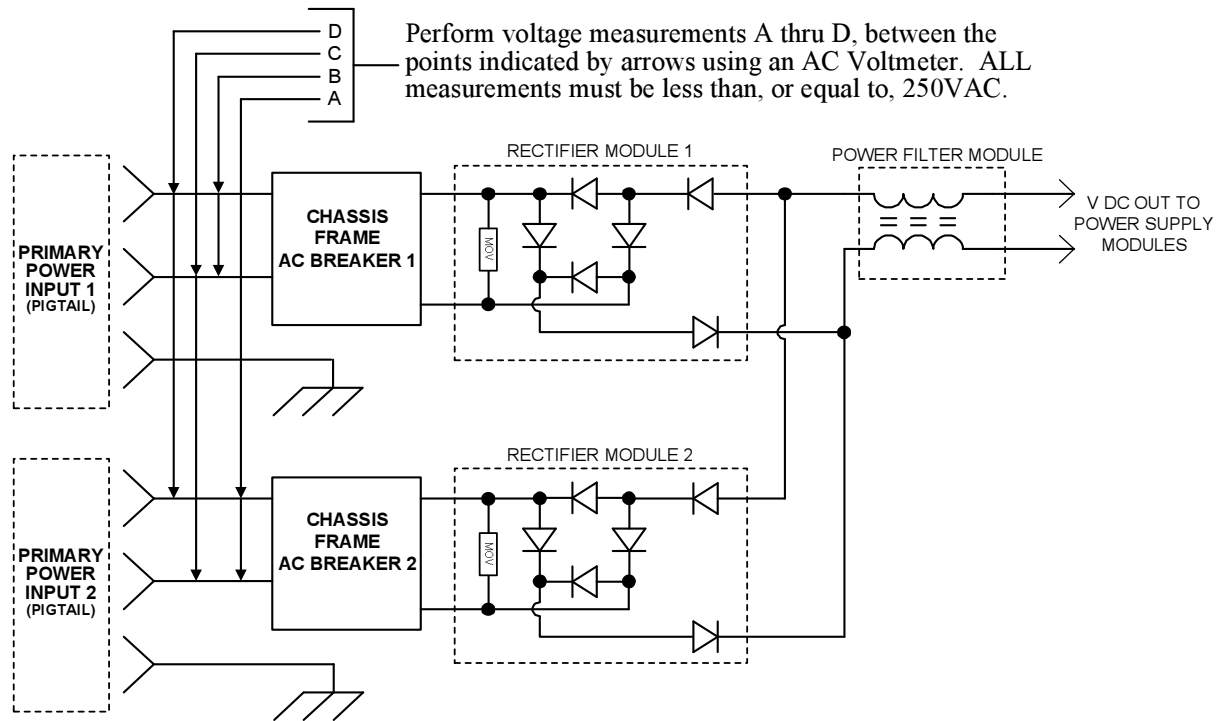 D
C
B
A
Perform voltage measurements A thru D, between the
points indicated by arrows using an AC Voltmeter.  ALL
measurements must be less than, or equal to, 250VAC.
RECTIFIER MODULE 1
POWER FILTER MODULE
PRIMARY
POWER
INPUT 1
(PIGTAIL)
CHASSIS
FRAME
AC BREAKER 1
MOV
V DC OUT TO
POWER SUPPLY
MODULES
RECTIFIER MODULE 2
PRIMARY
POWER
INPUT 2
(PIGTAIL)
CHASSIS
FRAME
AC BREAKER 2
MOV